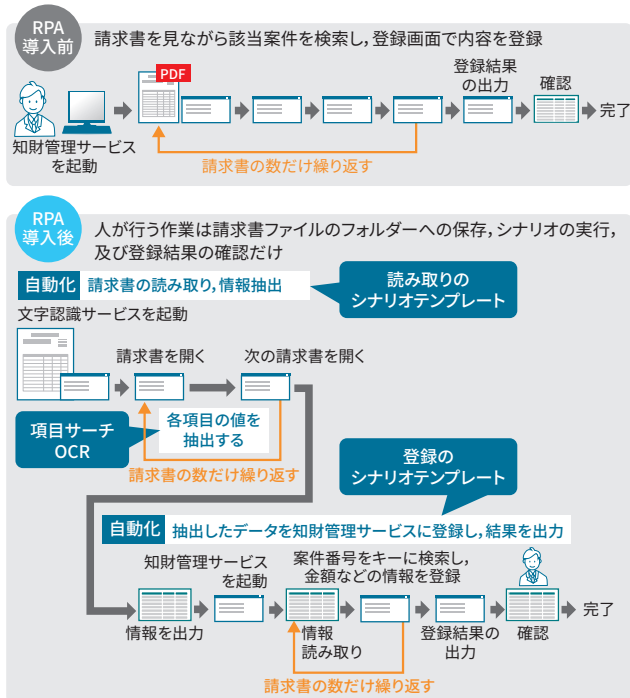 RPA
導入前
請求書を見ながら該当案件を検索し，登録画面で内容を登録
PDF
登録結果
の出力
確認
完了
知財管理サービス
を起動
請求書の数だけ繰り返す
RPA
導入後
人が行う作業は請求書ファイルのフォルダーへの保存，シナリオの実行，
及び登録結果の確認だけ
自動化 請求書の読み取り，情報抽出
読み取りの
シナリオテンプレート
文字認識サービスを起動
請求書を開く
次の請求書を開く
項目サーチ
OCR
各項目の値を
抽出する
請求書の数だけ繰り返す
登録の
シナリオテンプレート
自動化 抽出したデータを知財管理サービスに登録し，結果を出力
知財管理サービス
を起動
案件番号をキーに検索し，
金額などの情報を登録
情報を出力
情報
読み取り
登録結果の
出力
確認
完了
請求書の数だけ繰り返す